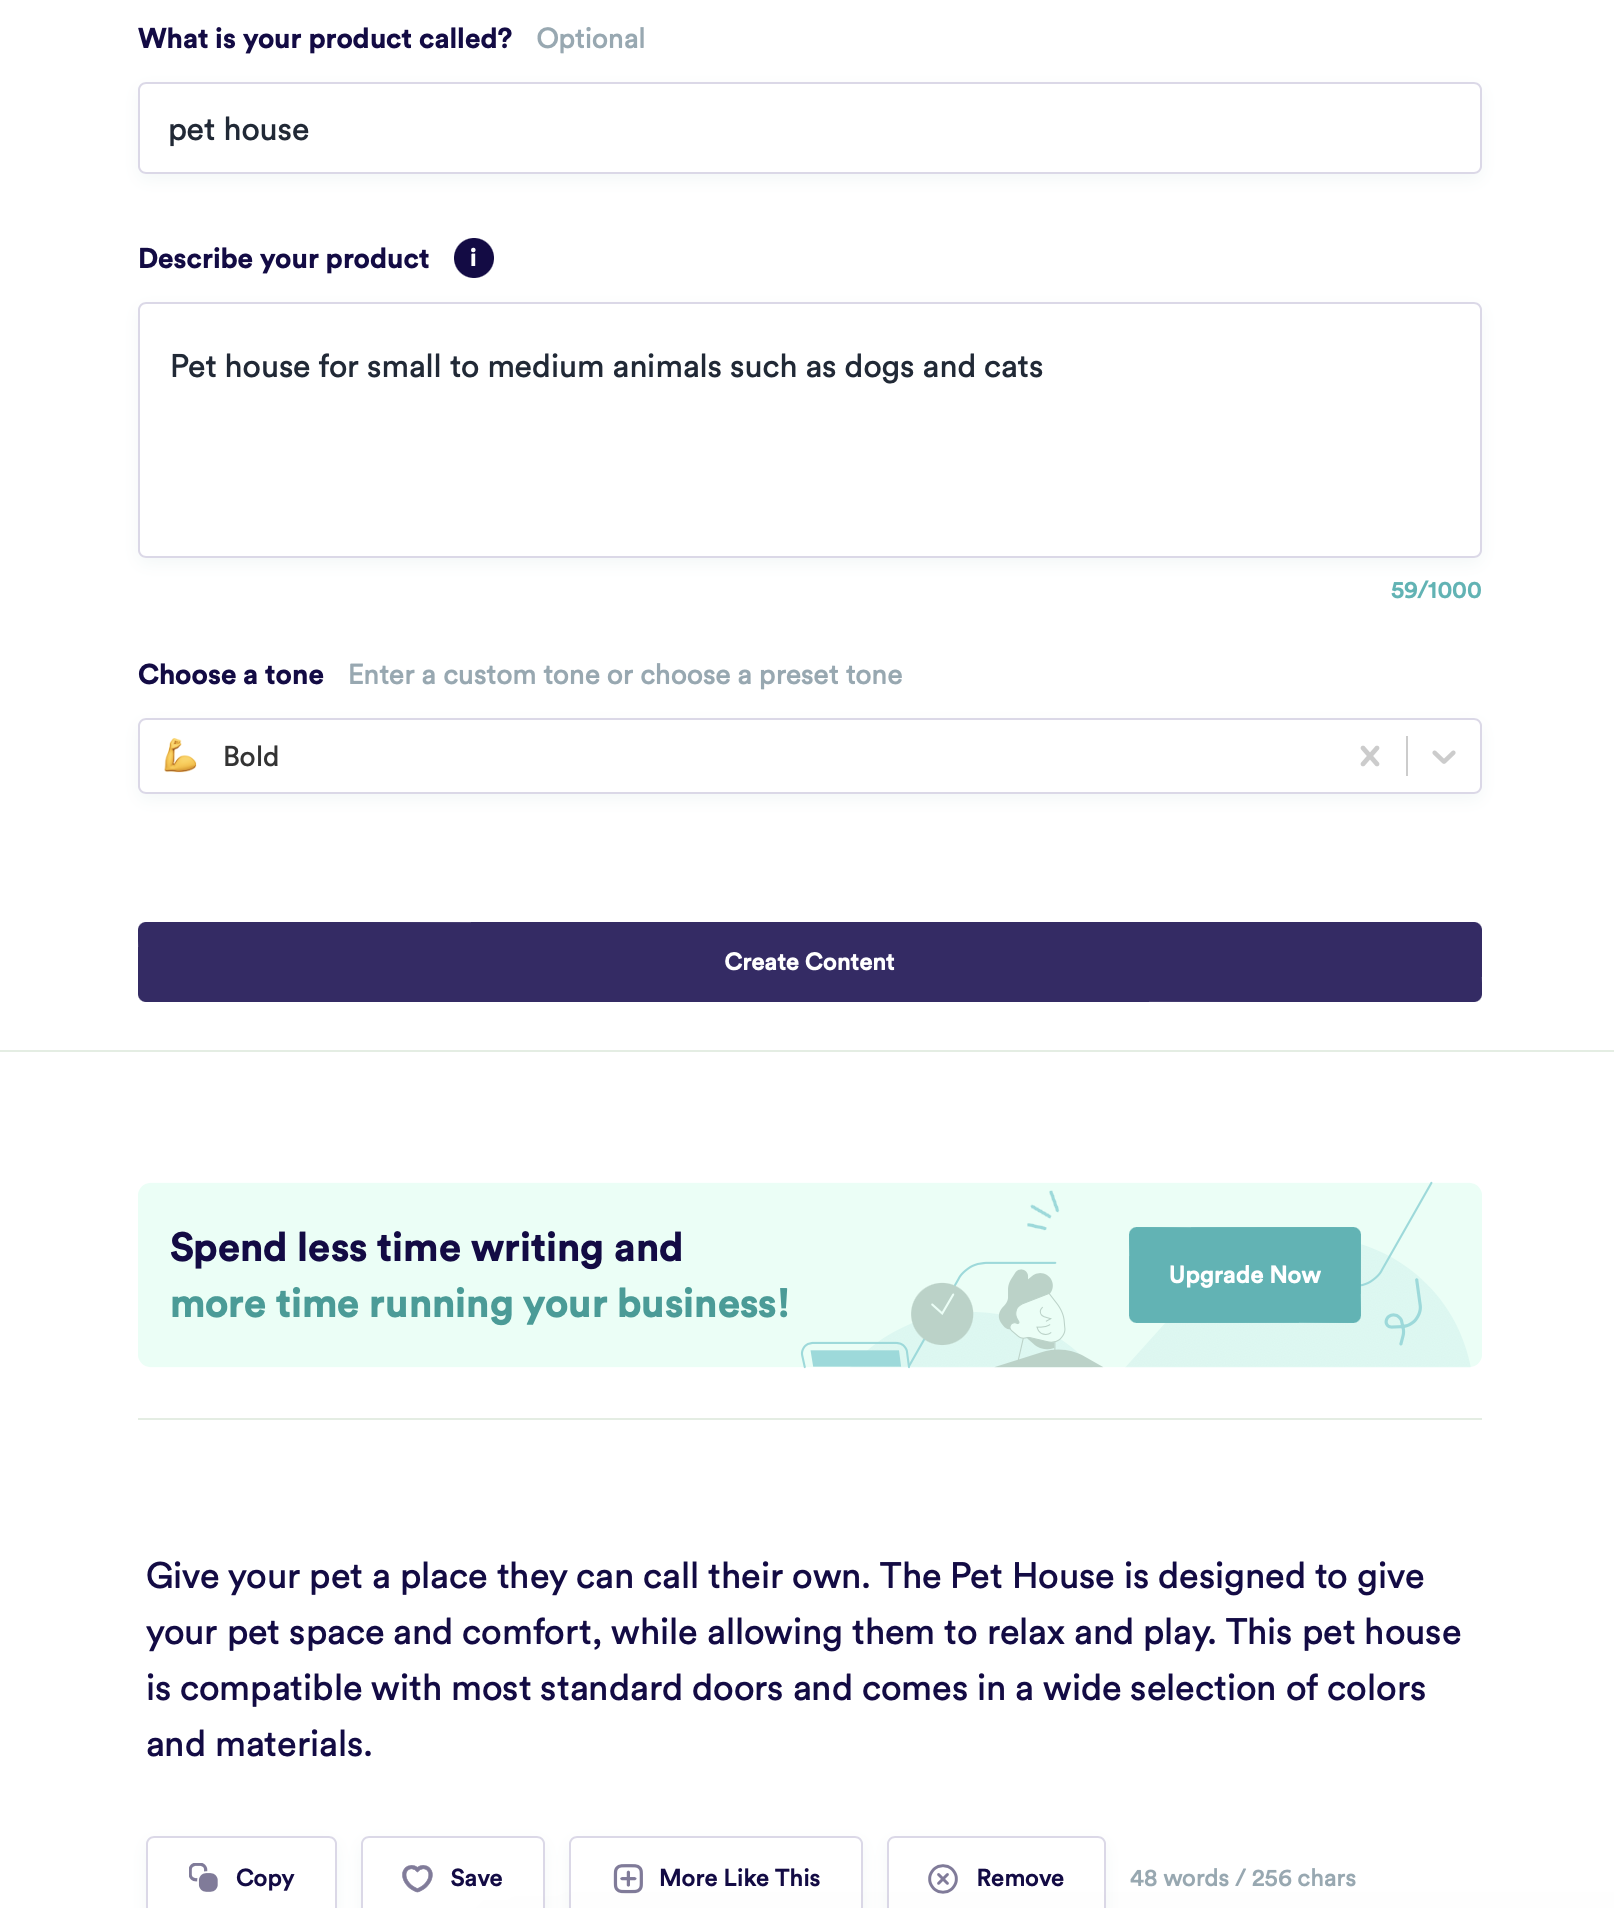 What is your product called? Optional
pet house
Describe your product i
Pet house for small to medium animals such as dogs and cats
59/1000
Choose a tone Enter a custom tone or choose a preset tone
Bold
Create Content
Spend less time writing and
more time running your business!
Upgrade Now
Give your pet a place they can call their own. The Pet House is designed to give
your pet space and comfort, while allowing them to relax and play. This pet house
is compatible with most standard doors and comes in a wide selection of colors
and materials.
Copy Save More Like This Remove 48 words / 256 chars